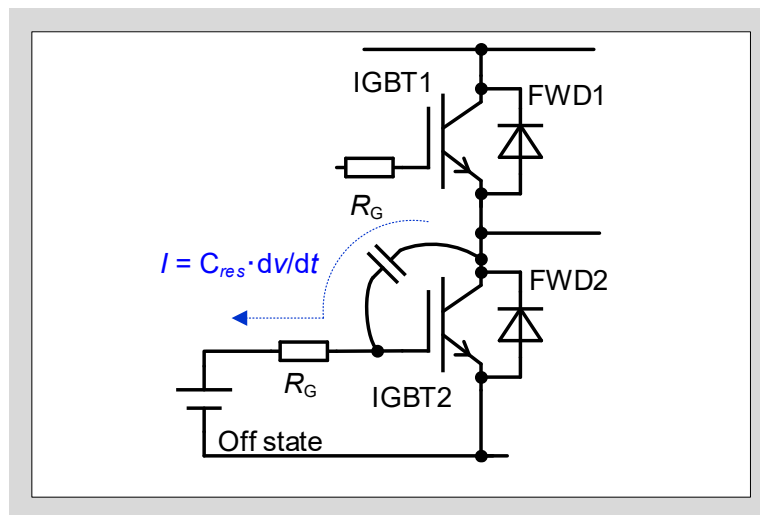 IGBT1
FWD1
RG
I = Cres·dv/dt
FWD2
RG
IGBT2
Off state